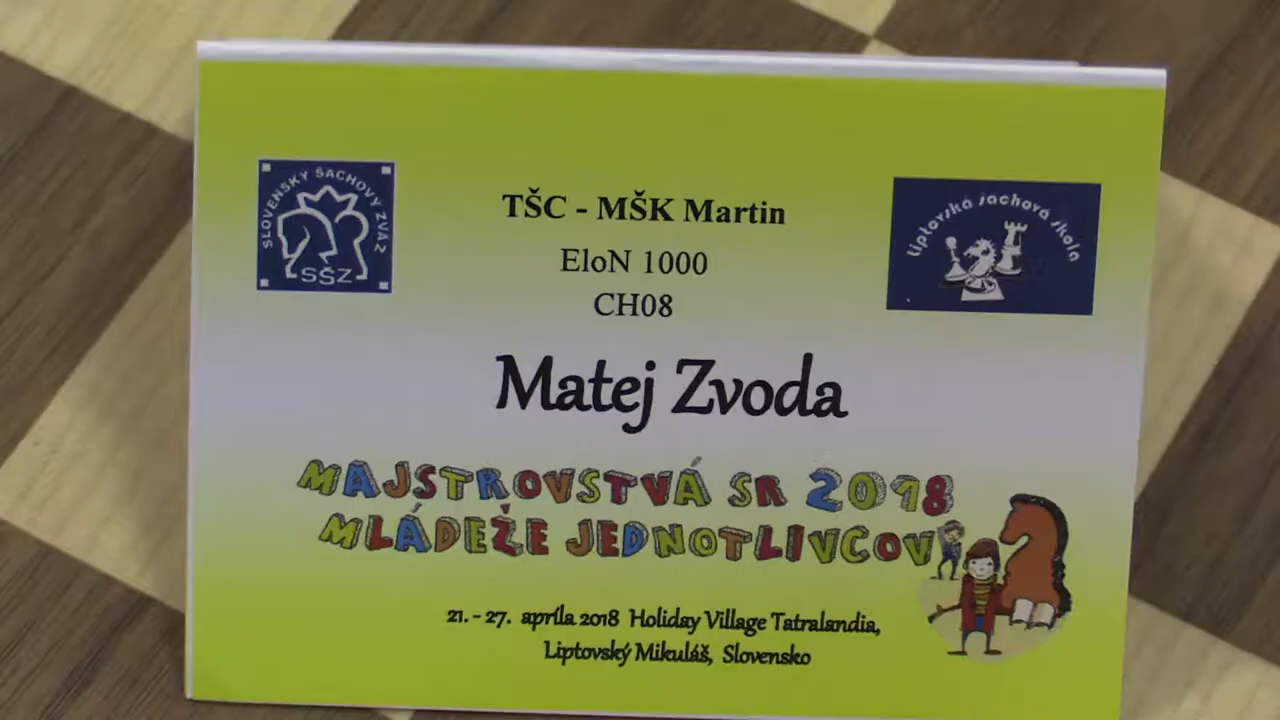 SLOVENSKÝ ŠACHOVÝ ZVÄZ
SŠZ
TŠC - MŠK Martin
EloN 1000
CH08
Liptovská šachová škola
Matej Zvoda
MAJSTROVSTVÁ SR 2018
MLÁDEŽE JEDNOTLIVCOV
21. - 27. apríla 2018 Holiday Village Tatralandia,
Liptovský Mikuláš, Slovensko